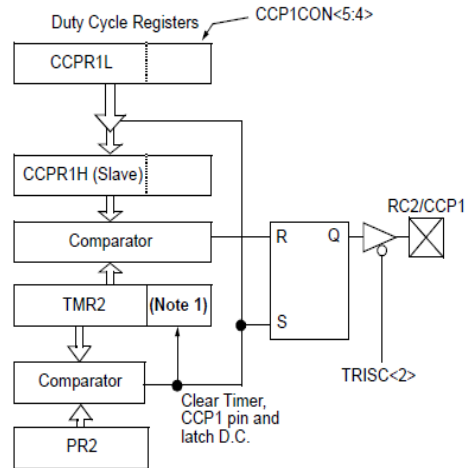 Duty Cycle Registers
CCP1CON<5:4>
CCPR1L
CCPR1H (Slave)
Comparator
R
Q
RC2/CCP1
TMR2
(Note 1)
S
Comparator
TRISC<2>
Clear Timer,
CCP1 pin and
latch D.C.
PR2